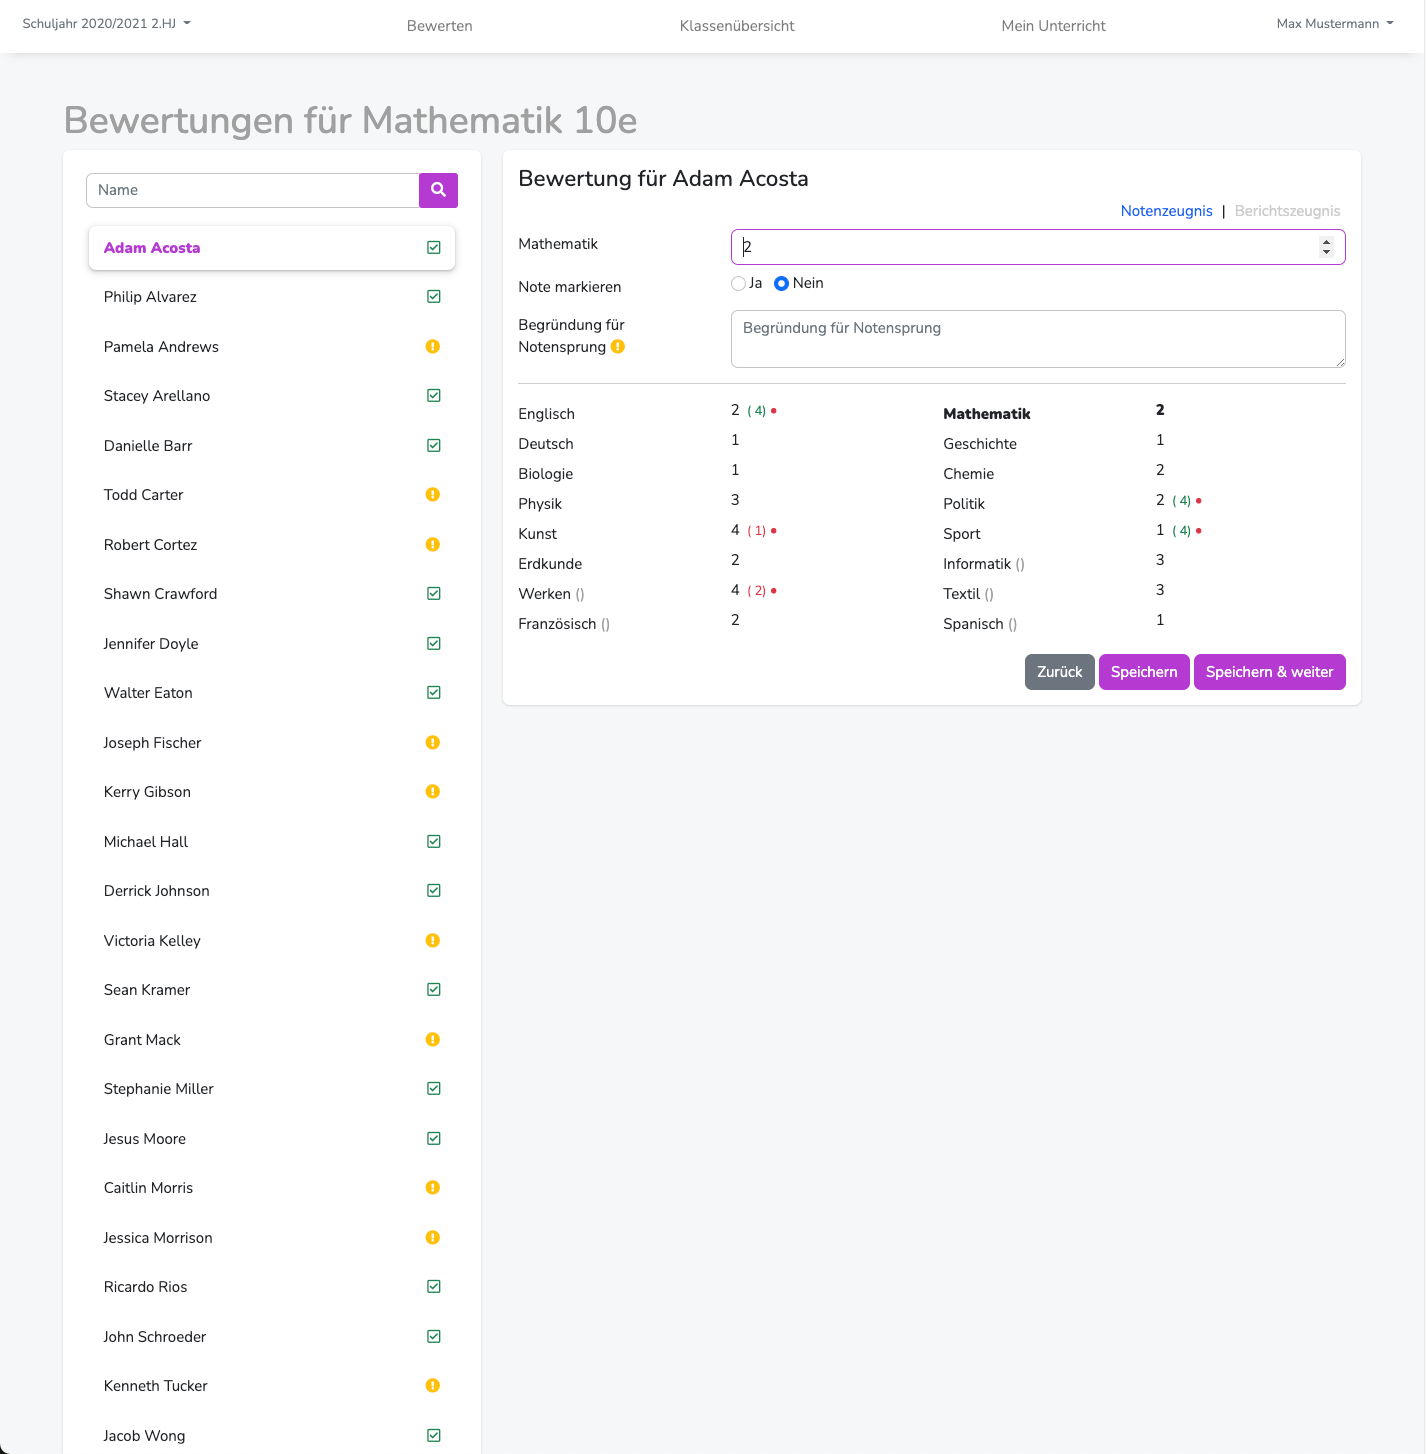 Schuljahr 2020/2021 2.HJ Bewerten Klassenübersicht Mein Unterricht Max Mustermann
Bewertungen für Mathematik 10e
Name
Adam Acosta
Philip Alvarez
Pamela Andrews
Stacey Arellano
Danielle Barr
Todd Carter
Robert Cortez
Shawn Crawford
Jennifer Doyle
Walter Eaton
Joseph Fischer
Kerry Gibson
Michael Hall
Derrick Johnson
Victoria Kelley
Sean Kramer
Grant Mack
Stephanie Miller
Jesus Moore
Caitlin Morris
Jessica Morrison
Ricardo Rios
John Schroeder
Kenneth Tucker
Jacob Wong
Bewertung für Adam Acosta
Notenzeugnis | Berichtszeugnis
Mathematik 2
Note markieren Ja Nein
Begründung für
Notensprung
Begründung für Notensprung
Englisch 2 ( 4) Mathematik 2
Deutsch 1 Geschichte 1
Biologie 1 Chemie 2
Physik 3 Politik 2 ( 4)
Kunst 4 ( 1) Sport 1 ( 4)
Erdkunde 2 Informatik () 3
Werken () 4 ( 2) Textil () 3
Französisch () 2 Spanisch () 1
Zurück Speichern Speichern & weiter